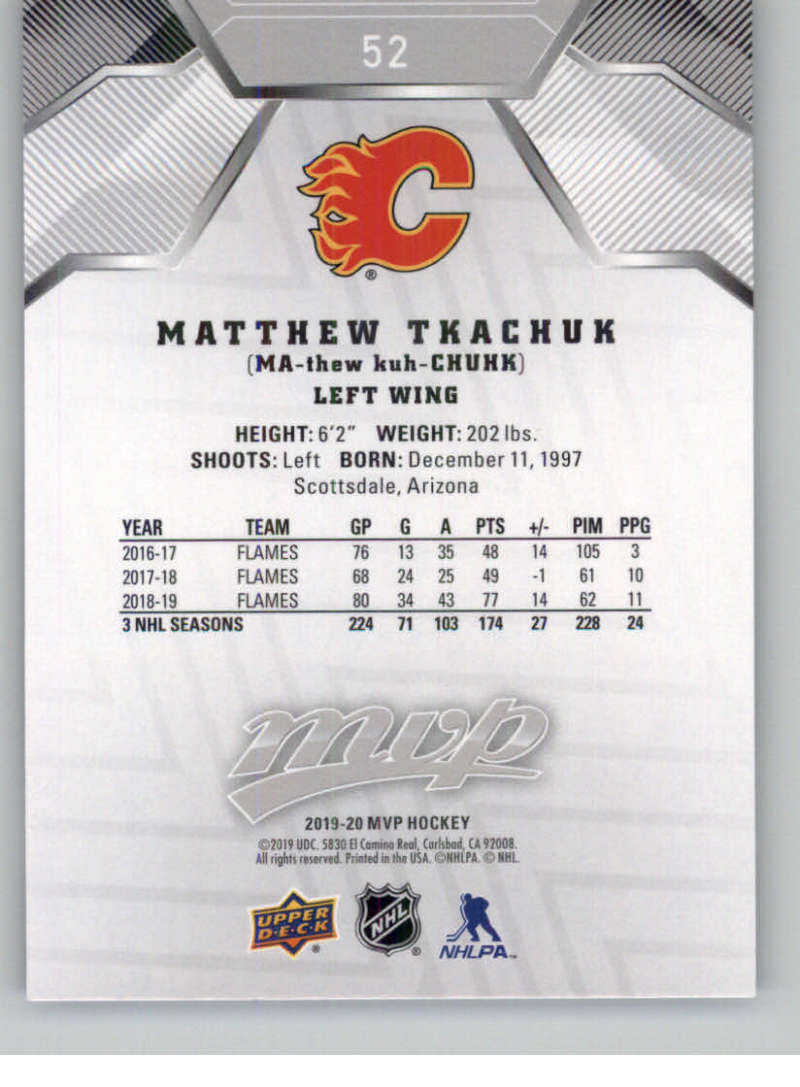 52
MATTHEW TKACHUK
(MA-thew kuh-CHUHK)
LEFT WING
HEIGHT: 6'2" WEIGHT: 202 lbs.
SHOOTS: Left BORN: December 11, 1997
Scottsdale, Arizona
YEAR TEAM GP G A PTS +/- PIM PPG
2016-17 FLAMES 76 13 35 48 14 105 3
2017-18 FLAMES 68 24 25 49 -1 61 10
2018-19 FLAMES 80 34 43 77 14 62 11
3 NHL SEASONS 224 71 103 174 27 228 24
mvp
2019-20 MVP HOCKEY
©2019 UDC. 5830 El Camino Real, Carlsbad, CA 92008.
All rights reserved. Printed in the USA. ©NHLPA. © NHL.
UPPER DECK NHL NHLPA